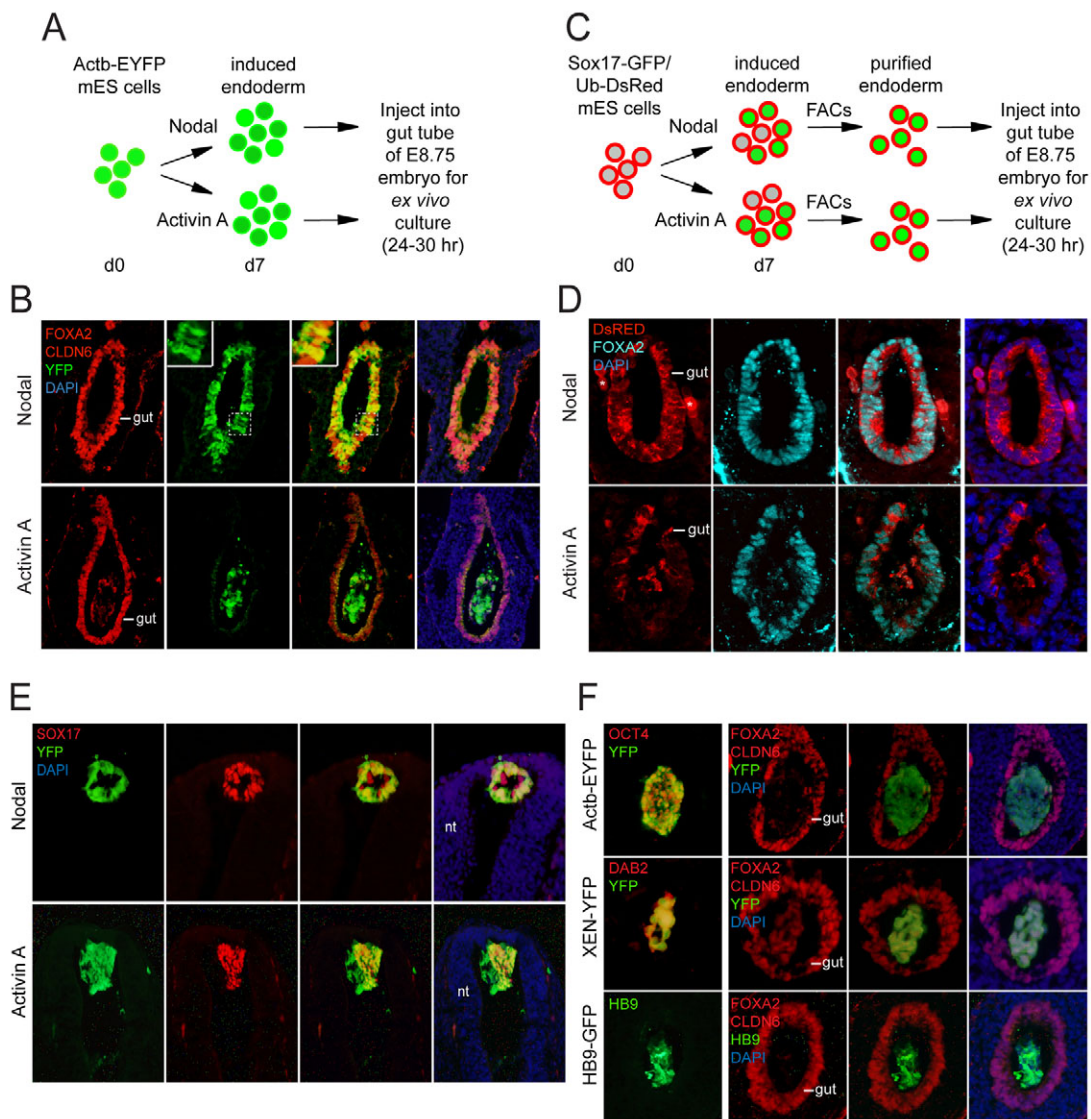 A
Actb-EYFP
mES cells
induced
endoderm
Nodal
Activin A
d0
d7
Inject into
gut tube
of E8.75
embryo for
ex vivo
culture
(24-30 hr)
C
Sox17-GFP/
Ub-DsRed
mES cells
induced
endoderm
purified
endoderm
Nodal
FACs
Activin A
FACs
d0
d7
Inject into
gut tube
of E8.75
embryo for
ex vivo
culture
(24-30 hr)
B
FOXA2
CLDN6
YFP
DAPI
gut
Nodal
Activin A
gut
D
DsRED
FOXA2
DAPI
gut
*
*
Nodal
Activin A
gut
E
SOX17
YFP
DAPI
Nodal
nt
Activin A
nt
F
Actb-EYFP
OCT4
YFP
FOXA2
CLDN6
YFP
DAPI
gut
XEN-YFP
DAB2
YFP
FOXA2
CLDN6
YFP
DAPI
gut
HB9-GFP
HB9
FOXA2
CLDN6
HB9
DAPI
gut